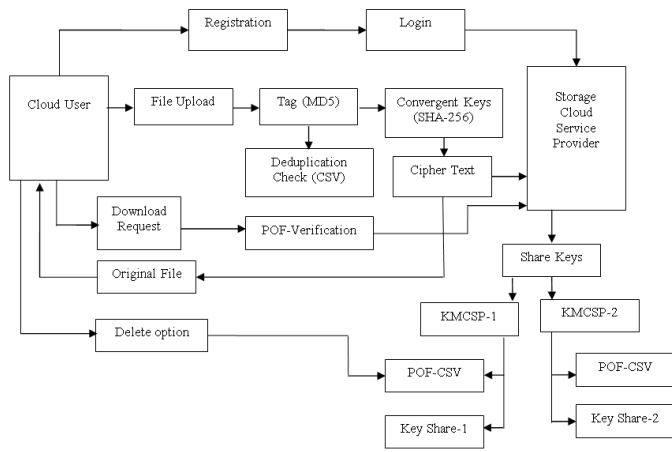 Registration
Login
Cloud User
File Upload
Tag (MD5)
Convergent Keys
(SHA-256)
Storage
Cloud
Service
Provider
Deduplication
Check (CSV)
Cipher Text
Download
Request
POF-Verification
Original File
Share Keys
KMCSP-1
KMCSP-2
Delete option
POF-CSV
POF-CSV
Key Share-1
Key Share-2